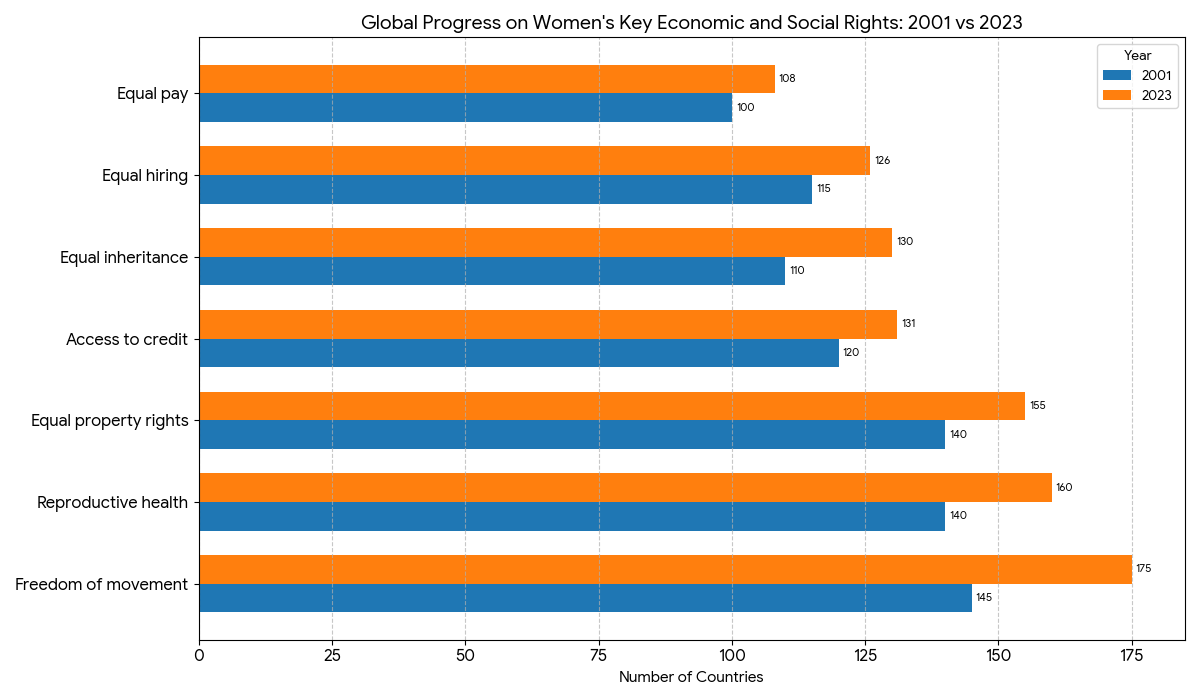 Global Progress on Women's Key Economic and Social Rights: 2001 vs 2023
Year
2001
2023
Equal pay
108
100
Equal hiring
126
115
Equal inheritance
130
110
Access to credit
131
120
Equal property rights
155
140
Reproductive health
160
140
Freedom of movement
175
145
0 25 50 75 100 125 150 175
Number of Countries